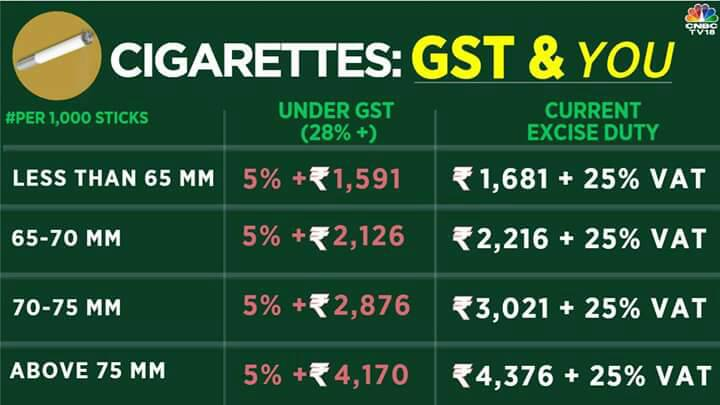 CNBC
TV18
CIGARETTES: GST & YOU
#PER 1,000 STICKS
UNDER GST
(28% +)
CURRENT
EXCISE DUTY
LESS THAN 65 MM 5% +₹1,591 ₹1,681 + 25% VAT
65-70 MM 5% +₹2,126 ₹2,216 + 25% VAT
70-75 MM 5% +₹2,876 ₹3,021 + 25% VAT
ABOVE 75 MM 5% +₹4,170 ₹4,376 + 25% VAT